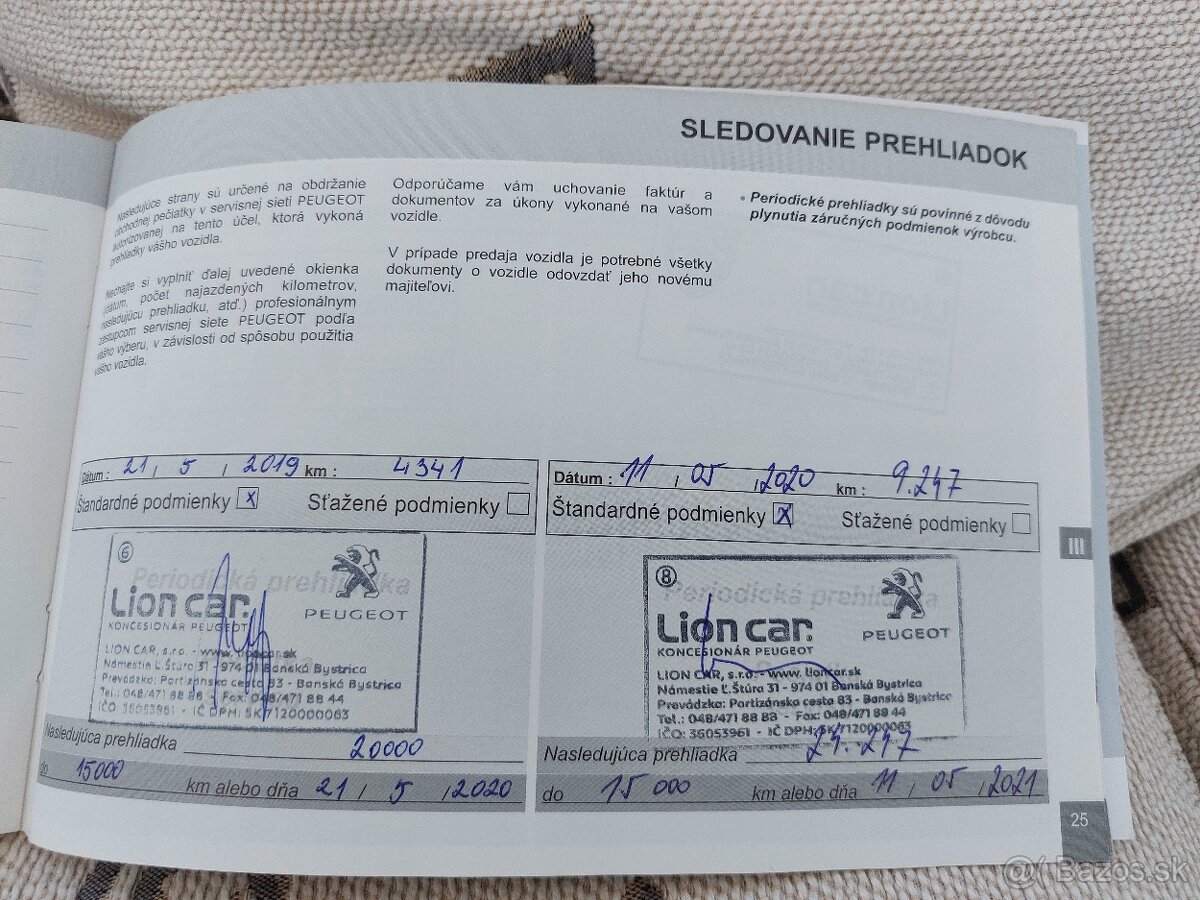 SLEDOVANIE PREHLIADOK
Nasledujúce strany sú určené na obdržanie
obchodnej pečiatky v servisnej sieti PEUGEOT
autorizovanej na tento účel, ktorá vykoná
prehliadky vášho vozidla.
Nechajte si vyplniť ďalej uvedené okienka
(dátum, počet najazdených kilometrov,
nasledujúcu prehliadku, atď.) profesionálnym
zástupcom servisnej siete PEUGEOT podľa
vášho výberu, v závislosti od spôsobu použitia
vášho vozidla.
Odporúčame vám uchovanie faktúr a
dokumentov za úkony vykonané na vašom
vozidle.
V prípade predaja vozidla je potrebné všetky
dokumenty o vozidle odovzdať jeho novému
majiteľovi.
• Periodické prehliadky sú povinné z dôvodu
plynutia záručných podmienok výrobcu.
Dátum : 21 / 5 / 2019 km : 4341
Štandardné podmienky X Sťažené podmienky
6
Periodická prehliadka
Lion car.
KONCESIONÁR PEUGEOT
PEUGEOT
LION CAR, s.r.o. - www.lioncar.sk
Námestie Ľ.Štúra 31 - 974 01 Banská Bystrica
Prevádzka: Partizánska cesta 83 - Banská Bystrica
Tel.: 048/471 88 88 - Fax: 048/471 88 44
IČO: 36053961 - IČ DPH: SK7120000063
Nasledujúca prehliadka 20000
do 15000 km alebo dňa 21 / 5 / 2020
Dátum : 11 / 05 / 2020 km : 9.247
Štandardné podmienky X Sťažené podmienky
8
Periodická prehliadka
Lion car.
KONCESIONÁR PEUGEOT
PEUGEOT
LION CAR, s.r.o. - www.lioncar.sk
Námestie Ľ.Štúra 31 - 974 01 Banská Bystrica
Prevádzka: Partizánska cesta 83 - Banská Bystrica
Tel.: 048/471 88 88 - Fax: 048/471 88 44
IČO: 36053961 - IČ DPH: SK7120000063
Nasledujúca prehliadka
do 15 000 km alebo dňa 11 / 05 / 2021
III
25
@( Bazos.sk